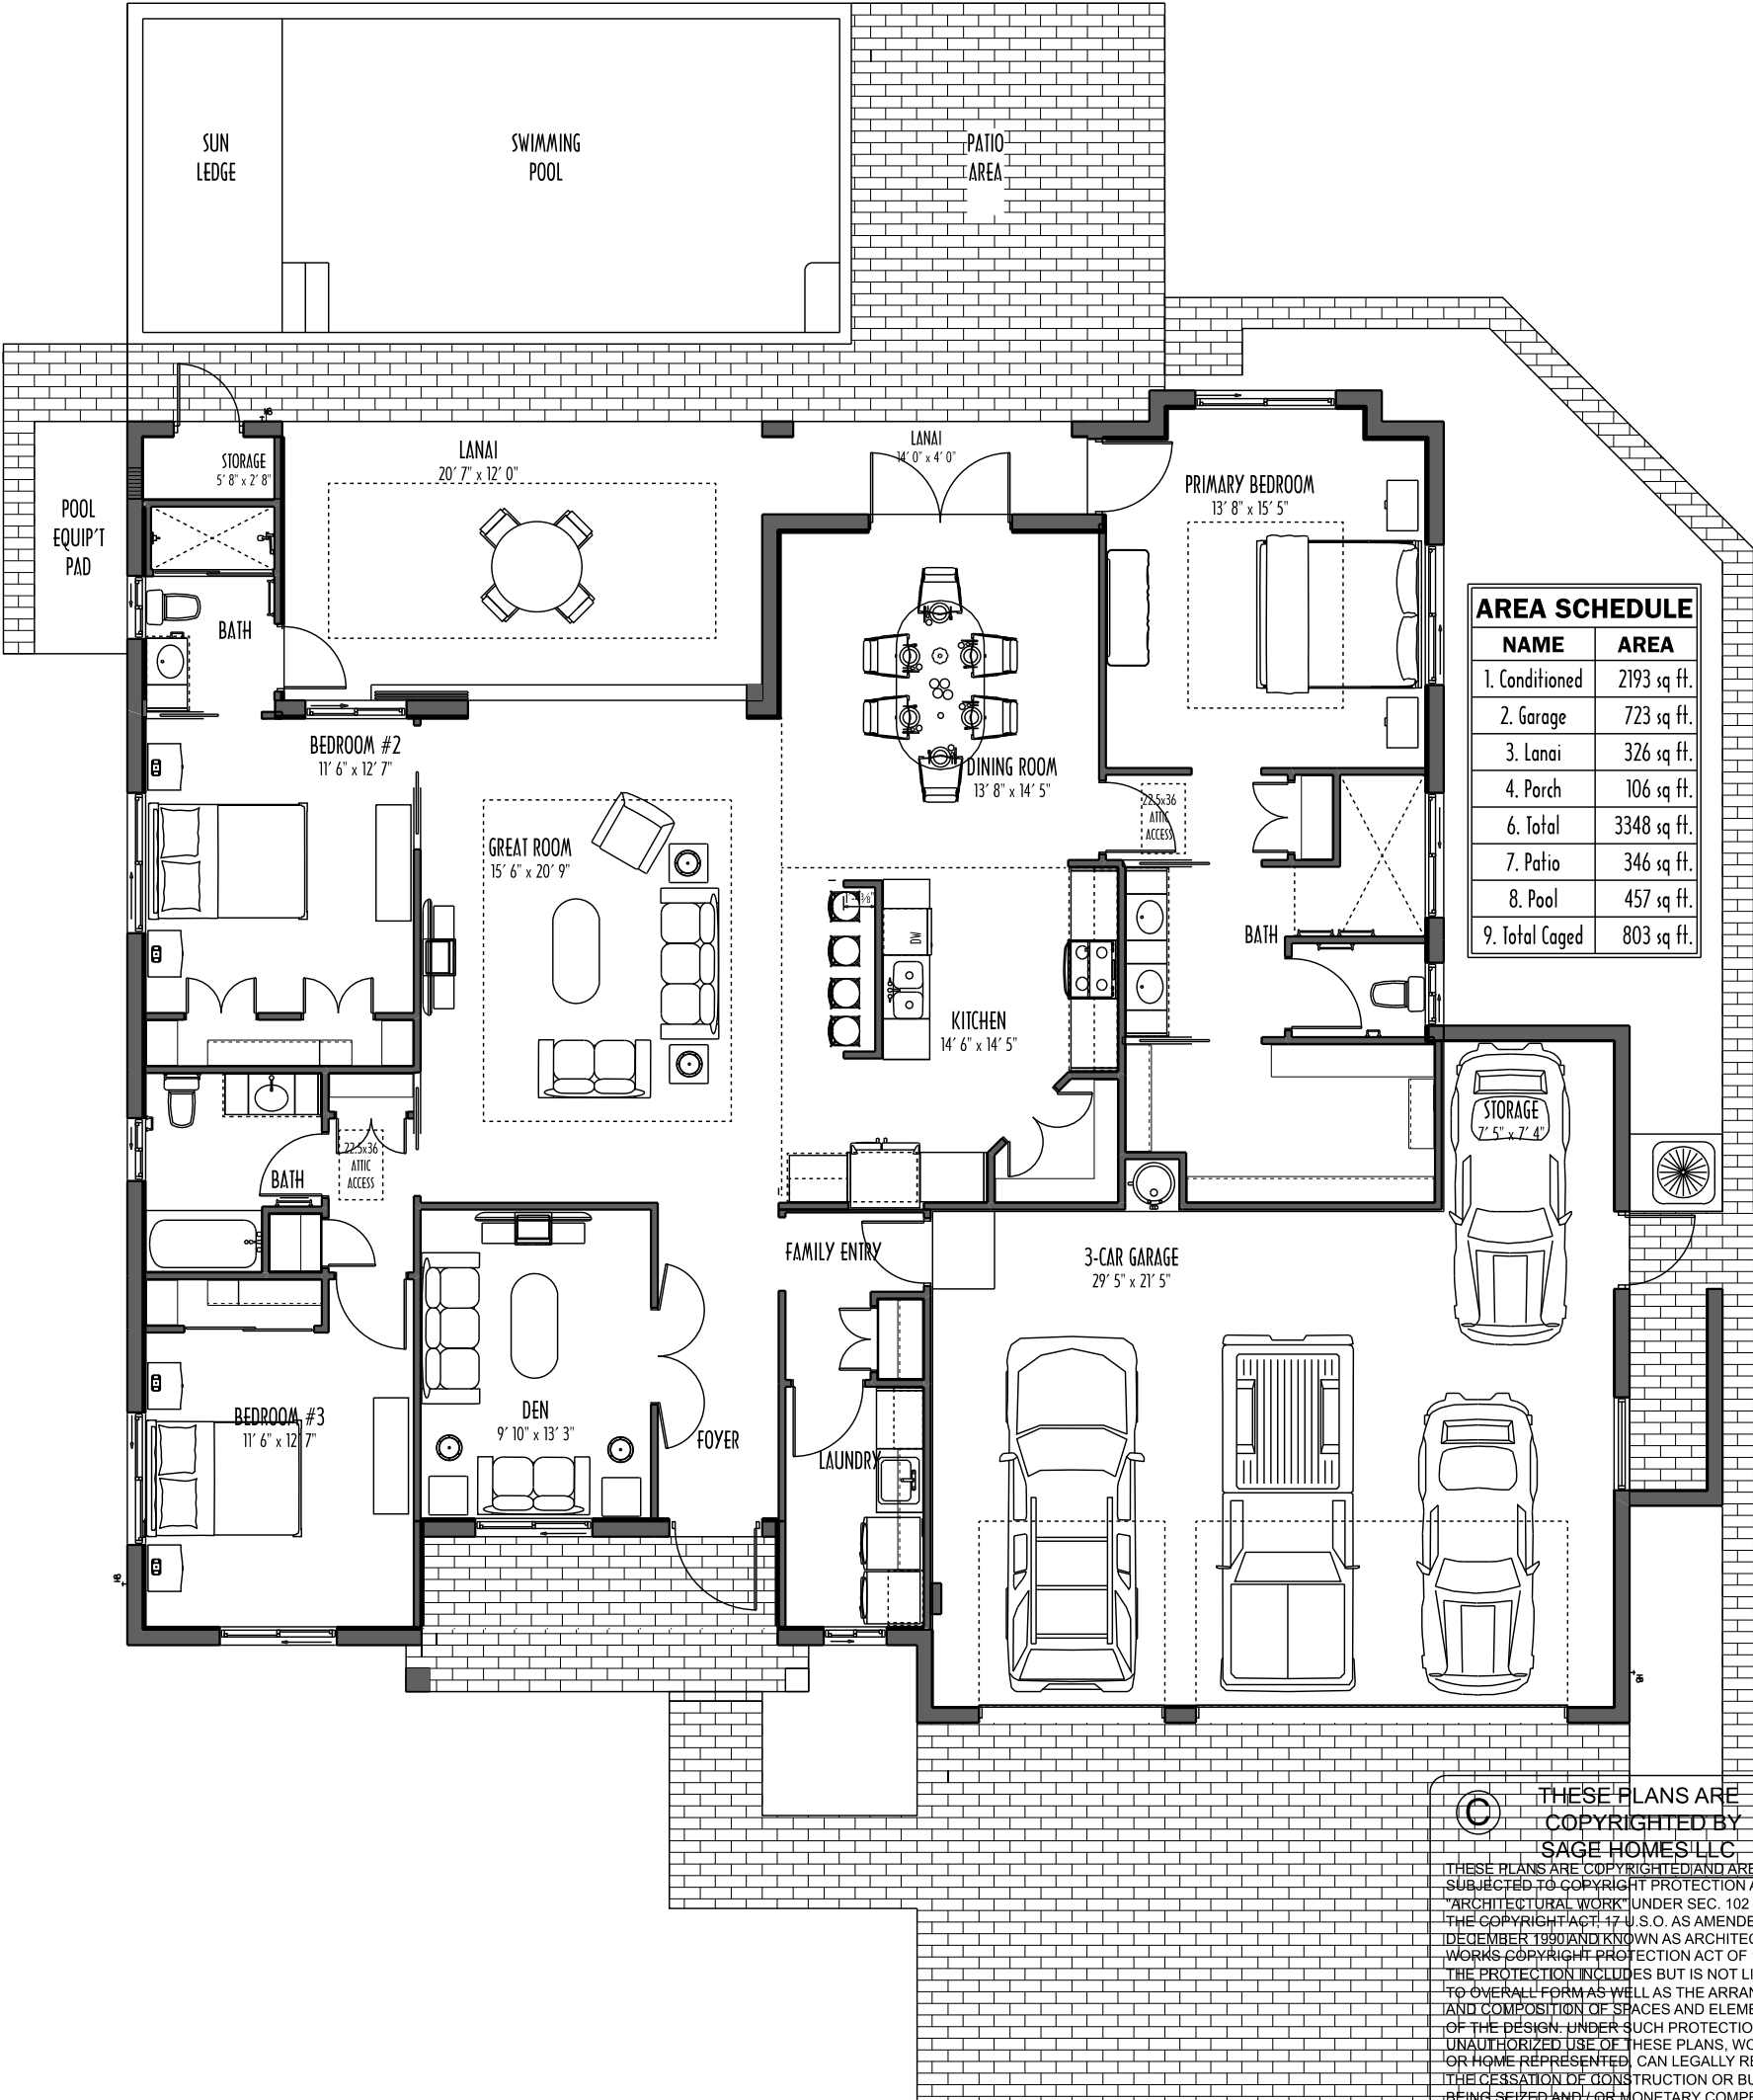 SUN
LEDGE
SWIMMING
POOL
PATIO
AREA
LANAI
20' 7" x 12' 0"
LANAI
14' 0" x 4' 0"
STORAGE
5' 8" x 2' 8"
HB
POOL
EQUIP'T
PAD
PRIMARY BEDROOM
13' 8" x 15' 5"
BATH
BEDROOM #2
11' 6" x 12' 7"
DINING ROOM
13' 8" x 14' 5"
22.5x36
ATTIC
ACCESS
GREAT ROOM
15' 6" x 20' 9"
DW
BATH
KITCHEN
14' 6" x 14' 5"
AREA SCHEDULE
NAME AREA
1. Conditioned 2193 sq ft.
2. Garage 723 sq ft.
3. Lanai 326 sq ft.
4. Porch 106 sq ft.
6. Total 3348 sq ft.
7. Patio 346 sq ft.
8. Pool 457 sq ft.
9. Total Caged 803 sq ft.
STORAGE
7' 5" x 7' 4"
22.5x36
ATTIC
ACCESS
BATH
FAMILY ENTRY
3-CAR GARAGE
29' 5" x 21' 5"
BEDROOM #3
11' 6" x 12' 7"
DEN
9' 10" x 13' 3"
FOYER
LAUNDRY
HB
HB
©
THESE PLANS ARE
COPYRIGHTED BY
SAGE HOMES LLC
THESE PLANS ARE COPYRIGHTED AND ARE
SUBJECTED TO COPYRIGHT PROTECTION A
"ARCHITECTURAL WORK" UNDER SEC. 102
THE COPYRIGHT ACT, 17 U.S.O. AS AMENDE
DECEMBER 1990 AND KNOWN AS ARCHITEC
WORKS COPYRIGHT PROTECTION ACT OF
THE PROTECTION INCLUDES BUT IS NOT LI
TO OVERALL FORM AS WELL AS THE ARRAN
AND COMPOSITION OF SPACES AND ELEME
OF THE DESIGN. UNDER SUCH PROTECTIO
UNAUTHORIZED USE OF THESE PLANS, WO
OR HOME REPRESENTED, CAN LEGALLY RE
THE CESSATION OF CONSTRUCTION OR BU
BEING SEIZED AND / OR MONETARY COMPE